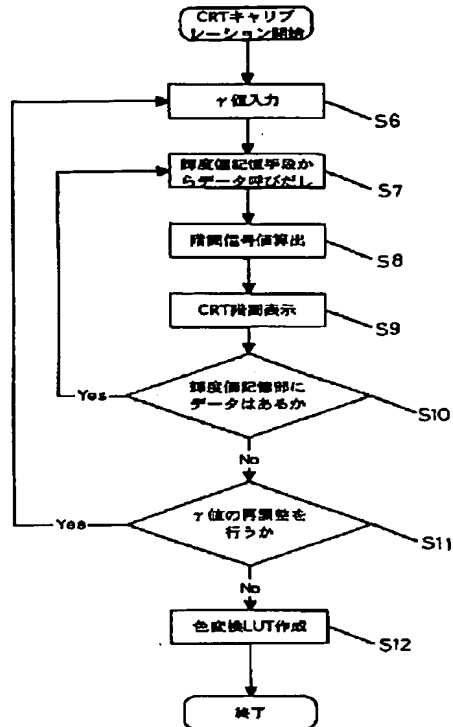 CRTキャリブ
レーション開始
γ値入力
S6
輝度値記憶手段か
らデータ呼びだし
S7
階調信号値算出
S8
CRT階調表示
S9
輝度値記憶部に
データはあるか
S10
Yes
No
γ値の再調整を
行うか
S11
Yes
No
色変換LUT作成
S12
終了